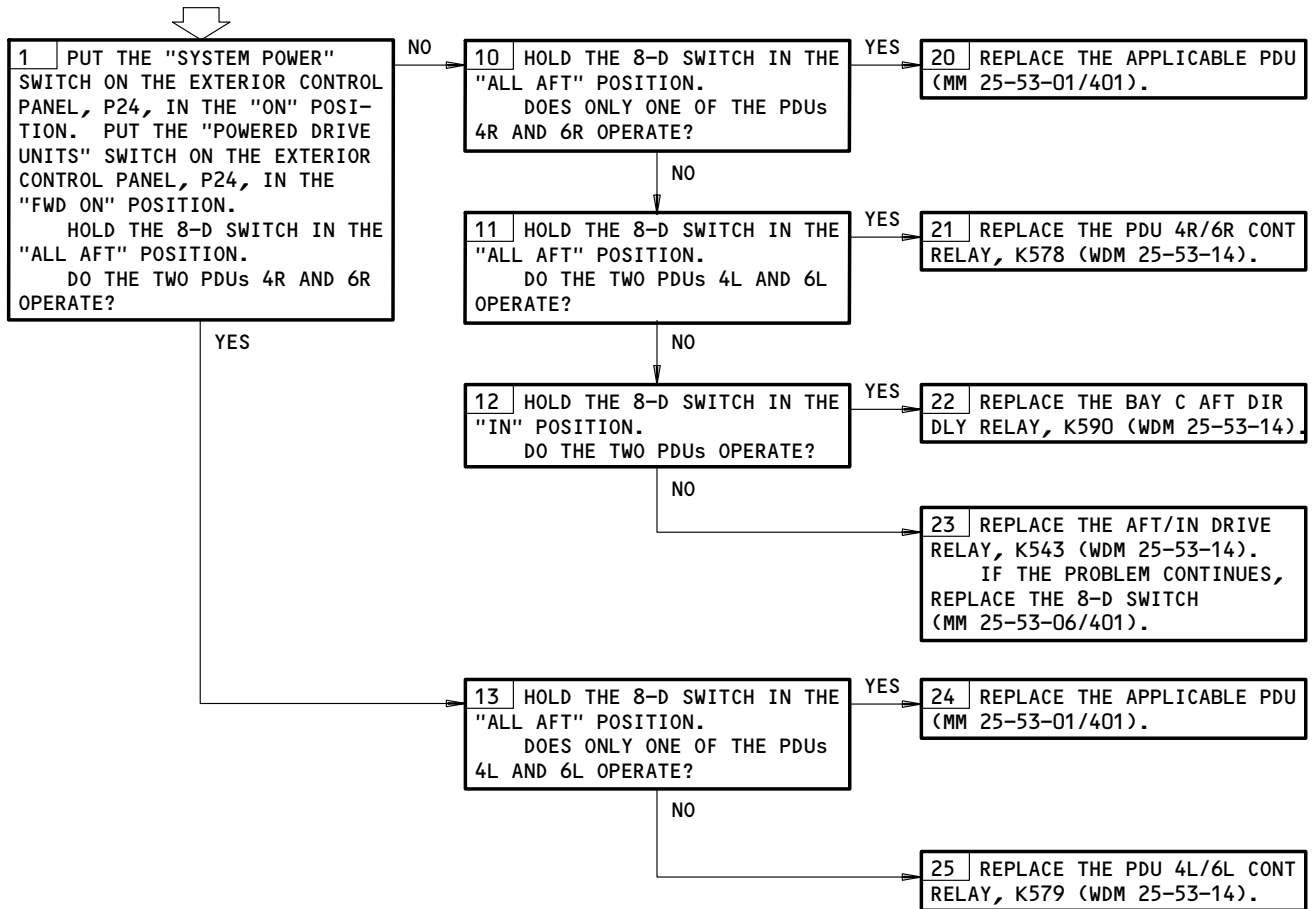 1 PUT THE "SYSTEM POWER"
SWITCH ON THE EXTERIOR CONTROL
PANEL, P24, IN THE "ON" POSI-
TION. PUT THE "POWERED DRIVE
UNITS" SWITCH ON THE EXTERIOR
CONTROL PANEL, P24, IN THE
"FWD ON" POSITION.
HOLD THE 8-D SWITCH IN THE
"ALL AFT" POSITION.
DO THE TWO PDUs 4R AND 6R
OPERATE?
NO
10 HOLD THE 8-D SWITCH IN THE
"ALL AFT" POSITION.
DOES ONLY ONE OF THE PDUs
4R AND 6R OPERATE?
YES
20 REPLACE THE APPLICABLE PDU
(MM 25-53-01/401).
NO
11 HOLD THE 8-D SWITCH IN THE
"ALL AFT" POSITION.
DO THE TWO PDUs 4L AND 6L
OPERATE?
YES
21 REPLACE THE PDU 4R/6R CONT
RELAY, K578 (WDM 25-53-14).
YES
NO
12 HOLD THE 8-D SWITCH IN THE
"IN" POSITION.
DO THE TWO PDUs OPERATE?
YES
22 REPLACE THE BAY C AFT DIR
DLY RELAY, K590 (WDM 25-53-14).
NO
23 REPLACE THE AFT/IN DRIVE
RELAY, K543 (WDM 25-53-14).
IF THE PROBLEM CONTINUES,
REPLACE THE 8-D SWITCH
(MM 25-53-06/401).
13 HOLD THE 8-D SWITCH IN THE
"ALL AFT" POSITION.
DOES ONLY ONE OF THE PDUs
4L AND 6L OPERATE?
YES
24 REPLACE THE APPLICABLE PDU
(MM 25-53-01/401).
NO
25 REPLACE THE PDU 4L/6L CONT
RELAY, K579 (WDM 25-53-14).